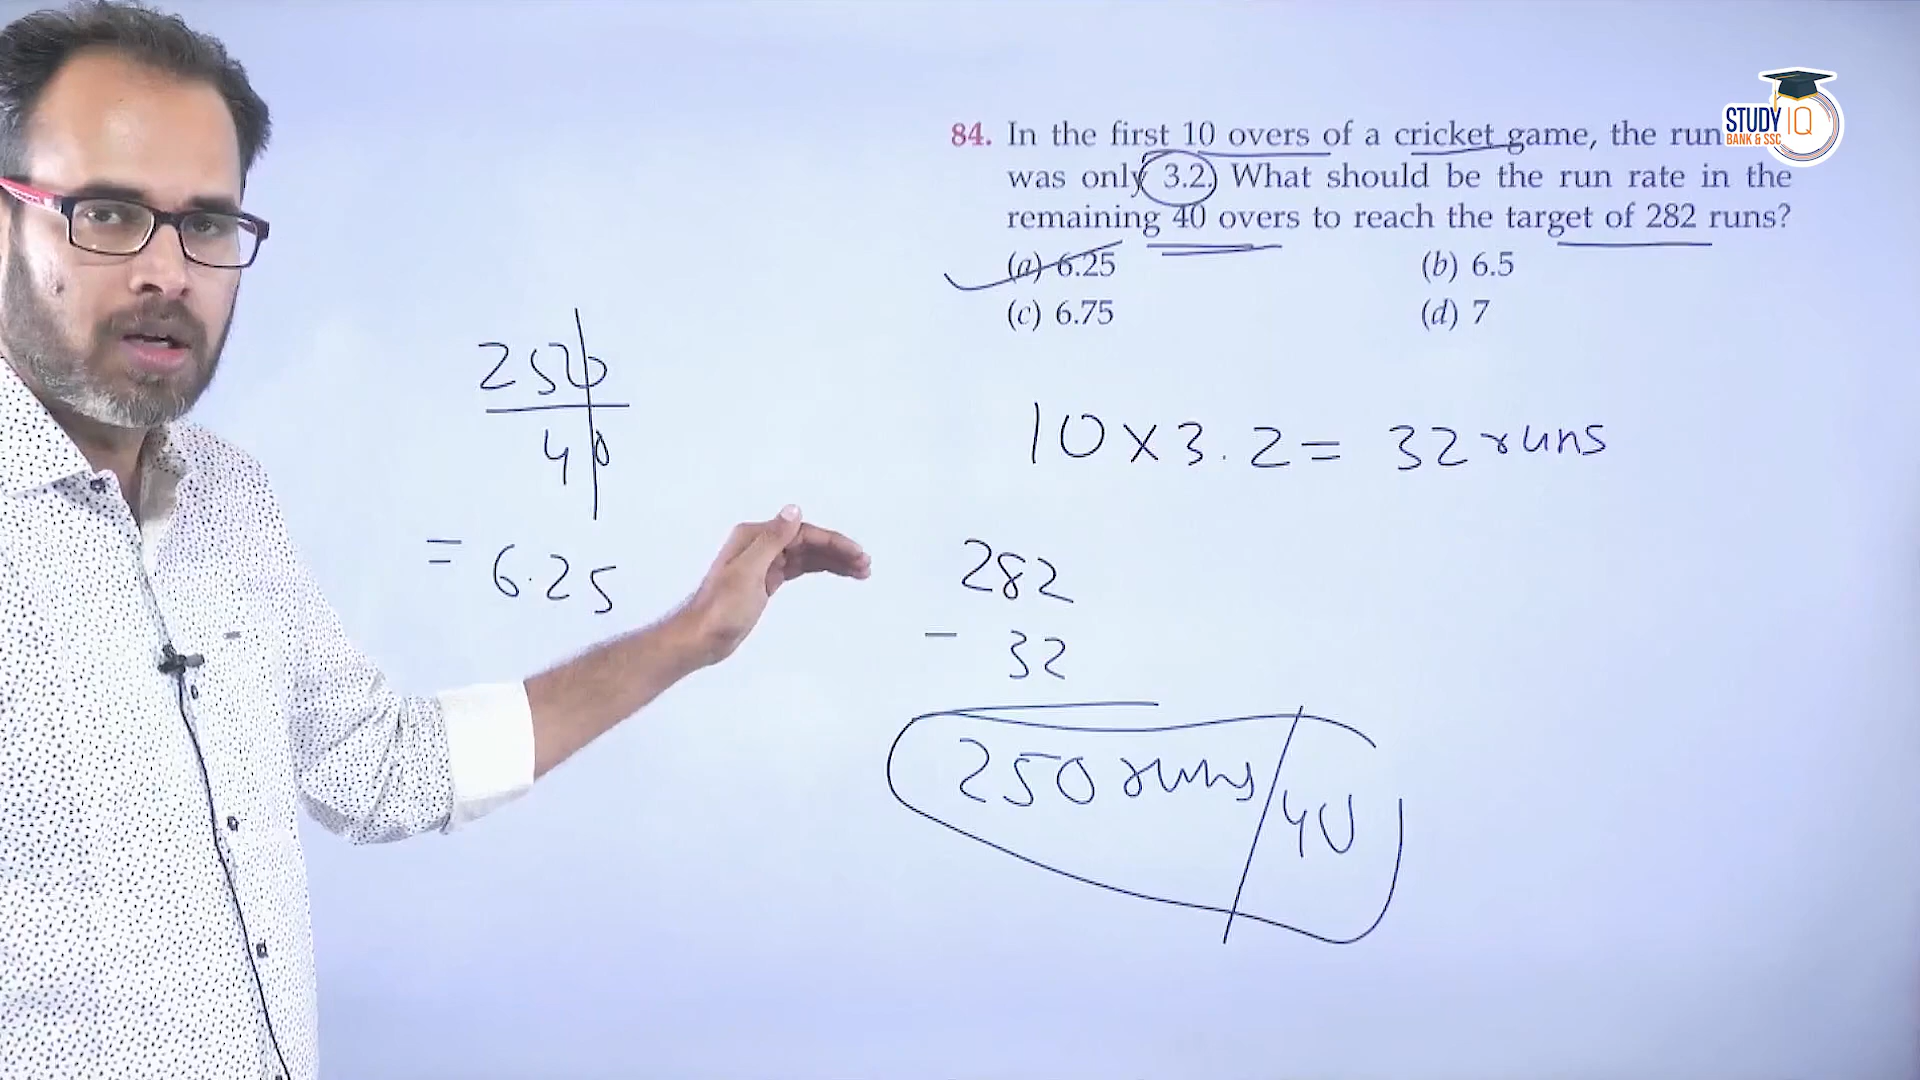 84. In the first 10 overs of a cricket game, the run
was only 3.2. What should be the run rate in the
remaining 40 overs to reach the target of 282 runs?
(a) 6.25 (b) 6.5
(c) 6.75 (d) 7
STUDY IQ
BANK & SSC
250
40
= 6.25
10 × 3.2 = 32 runs
282
- 32
250 runs / 40